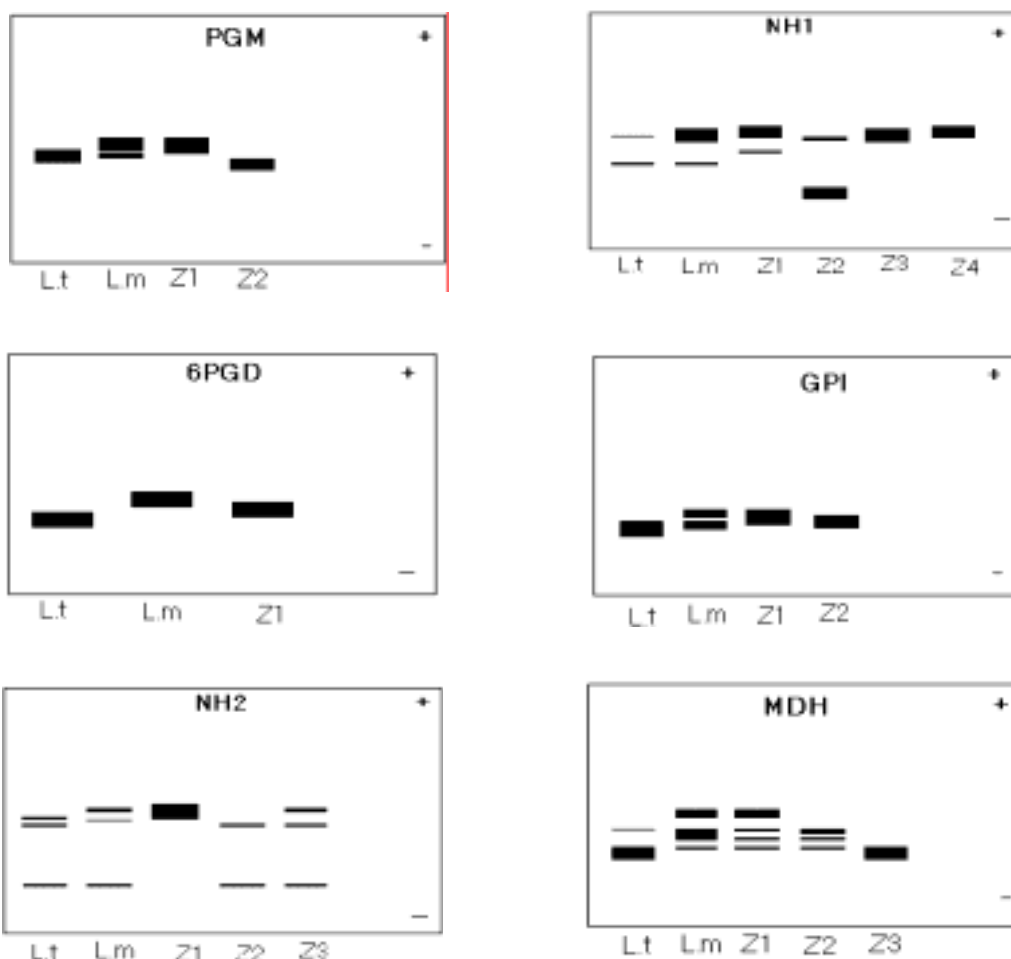 PGM +
-
L.t L.m Z1 Z2
NH1 +
–
L.t L.m Z1 Z2 Z3 Z4
6PGD +
–
L.t L.m Z1
GPI +
-
L.t L.m Z1 Z2
NH2 +
–
L.t L.m Z1 Z2 Z3
MDH +
–
L.t L.m Z1 Z2 Z3